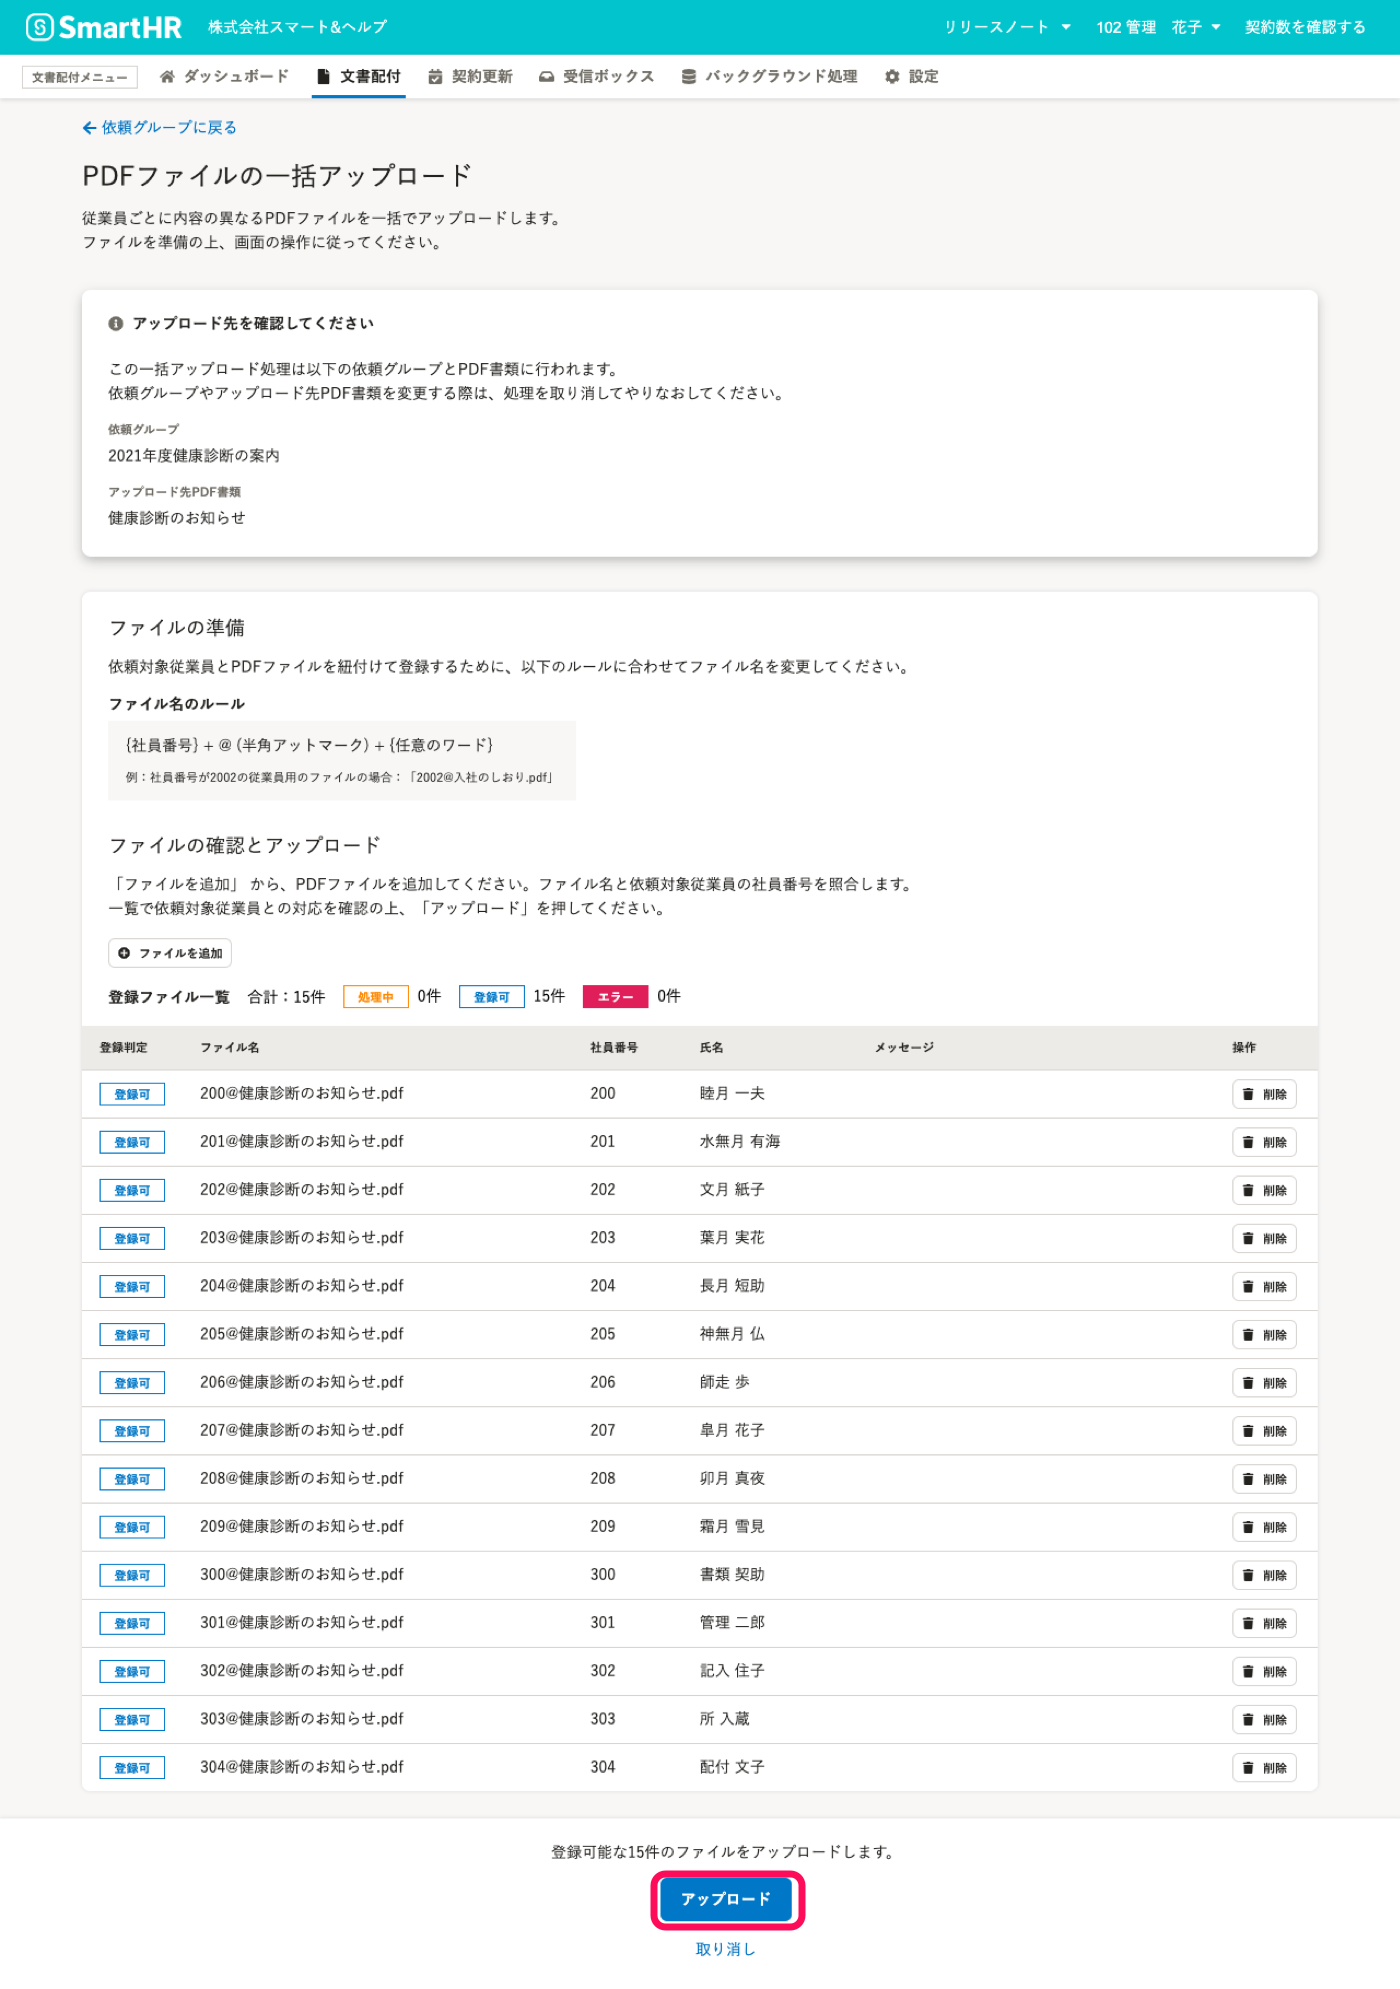 SmartHR 株式会社スマート&ヘルプ リリースノート 102 管理 花子 契約数を確認する
文書配付メニュー ダッシュボード 文書配付 契約更新 受信ボックス バックグラウンド処理 設定
依頼グループに戻る
PDFファイルの一括アップロード
従業員ごとに内容の異なるPDFファイルを一括でアップロードします。
ファイルを準備の上、画面の操作に従ってください。
アップロード先を確認してください
この一括アップロード処理は以下の依頼グループとPDF書類に行われます。
依頼グループやアップロード先PDF書類を変更する際は、処理を取り消してやりなおしてください。
依頼グループ
2021年度健康診断の案内
アップロード先PDF書類
健康診断のお知らせ
ファイルの準備
依頼対象従業員とPDFファイルを紐付けて登録するために、以下のルールに合わせてファイル名を変更してください。
ファイル名のルール
{社員番号} + @ (半角アットマーク) + {任意のワード}
例：社員番号が2002の従業員用のファイルの場合：「2002@入社のしおり.pdf」
ファイルの確認とアップロード
「ファイルを追加」 から、PDFファイルを追加してください。ファイル名と依頼対象従業員の社員番号を照合します。
一覧で依頼対象従業員との対応を確認の上、「アップロード」を押してください。
ファイルを追加
登録ファイル一覧 合計：15件 処理中 0件 登録可 15件 エラー 0件
登録判定 ファイル名 社員番号 氏名 メッセージ 操作
登録可 200@健康診断のお知らせ.pdf 200 睦月 一夫 削除
登録可 201@健康診断のお知らせ.pdf 201 水無月 有海 削除
登録可 202@健康診断のお知らせ.pdf 202 文月 紙子 削除
登録可 203@健康診断のお知らせ.pdf 203 葉月 実花 削除
登録可 204@健康診断のお知らせ.pdf 204 長月 短助 削除
登録可 205@健康診断のお知らせ.pdf 205 神無月 仏 削除
登録可 206@健康診断のお知らせ.pdf 206 師走 歩 削除
登録可 207@健康診断のお知らせ.pdf 207 皐月 花子 削除
登録可 208@健康診断のお知らせ.pdf 208 卯月 真夜 削除
登録可 209@健康診断のお知らせ.pdf 209 霜月 雪見 削除
登録可 300@健康診断のお知らせ.pdf 300 書類 契助 削除
登録可 301@健康診断のお知らせ.pdf 301 管理 二郎 削除
登録可 302@健康診断のお知らせ.pdf 302 記入 住子 削除
登録可 303@健康診断のお知らせ.pdf 303 所 入蔵 削除
登録可 304@健康診断のお知らせ.pdf 304 配付 文子 削除
登録可能な15件のファイルをアップロードします。
アップロード
取り消し